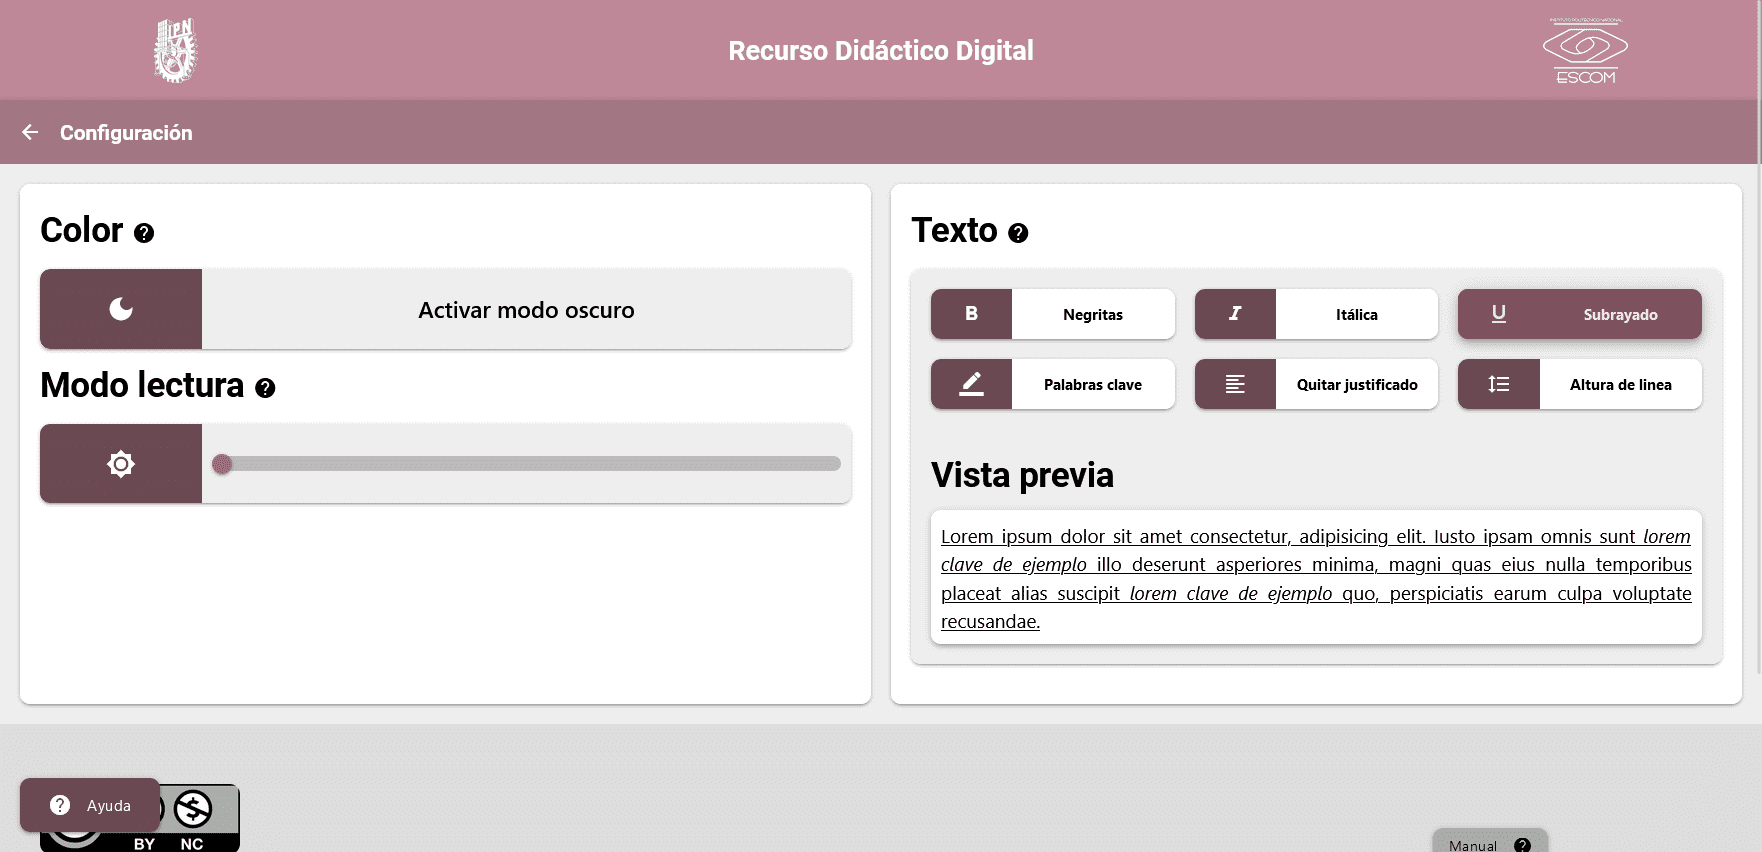 IPN
Recurso Didáctico Digital
INSTITUTO POLITECNICO NACIONAL
ESCOM
Configuración
Color
Activar modo oscuro
Modo lectura
Texto
B Negritas
I Itálica
U Subrayado
Palabras clave
Quitar justificado
Altura de linea
Vista previa
Lorem ipsum dolor sit amet consectetur, adipisicing elit. Iusto ipsam omnis sunt lorem
clave de ejemplo illo deserunt asperiores minima, magni quas eius nulla temporibus
placeat alias suscipit lorem clave de ejemplo quo, perspiciatis earum culpa voluptate
recusandae.
Ayuda
BY NC
Manual